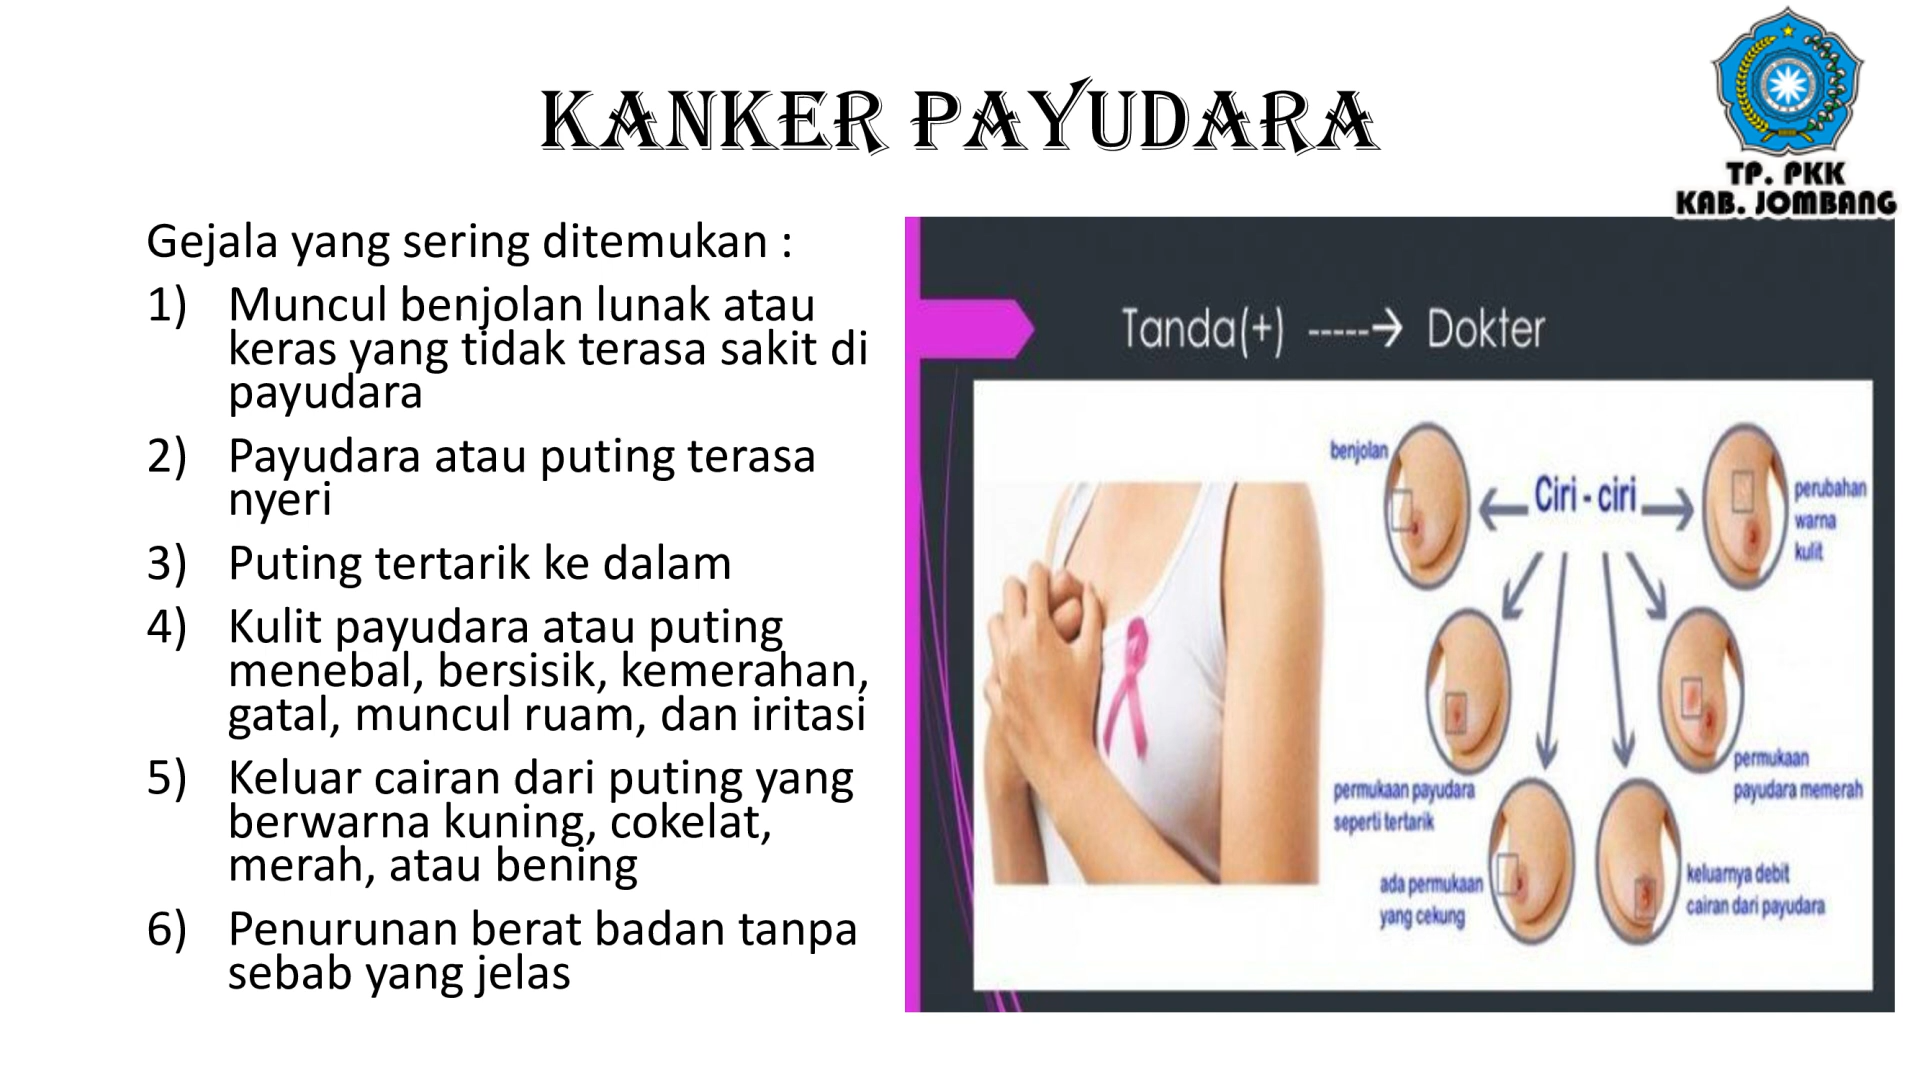 KANKER PAYUDARA
TP. PKK
KAB. JOMBANG
Gejala yang sering ditemukan :
1) Muncul benjolan lunak atau
keras yang tidak terasa sakit di
payudara
2) Payudara atau puting terasa
nyeri
3) Puting tertarik ke dalam
4) Kulit payudara atau puting
menebal, bersisik, kemerahan,
gatal, muncul ruam, dan iritasi
5) Keluar cairan dari puting yang
berwarna kuning, cokelat,
merah, atau bening
6) Penurunan berat badan tanpa
sebab yang jelas
Tanda(+) -----→ Dokter
benjolan
Ciri - ciri
perubahan
warna
kulit
permukaan payudara
seperti tertarik
permukaan
payudara memerah
ada permukaan
yang cekung
keluarnya debit
cairan dari payudara